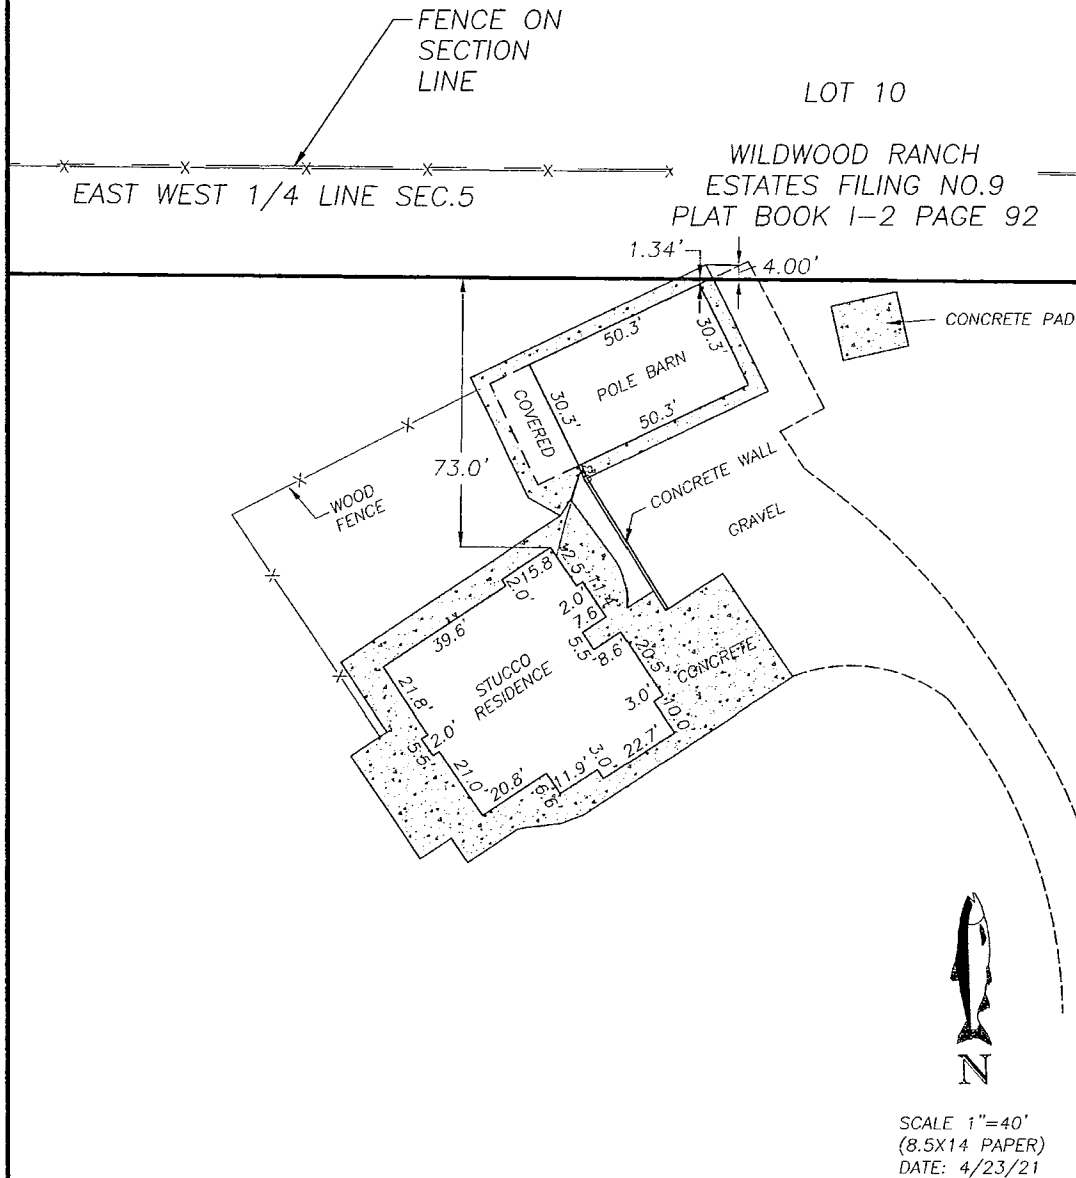 FENCE ON
SECTION
LINE
LOT 10
WILDWOOD RANCH
ESTATES FILING NO.9
PLAT BOOK I-2 PAGE 92
EAST WEST 1/4 LINE SEC.5
1.34'
4.00'
CONCRETE PAD
50.3'
30.3'
POLE BARN
COVERED
30.3'
50.3'
73.0'
WOOD
FENCE
CONCRETE WALL
GRAVEL
15.8'
2.0'
2.5'
11.4'
2.0'
7.6'
5.5'
8.6'
39.6'
STUCCO
RESIDENCE
20.5'
CONCRETE
3.0'
10.0'
21.8'
2.0'
5.5'
21.0'
20.8'
6.6'
11.9'
3.0'
22.7'
N
SCALE 1"=40'
(8.5X14 PAPER)
DATE: 4/23/21